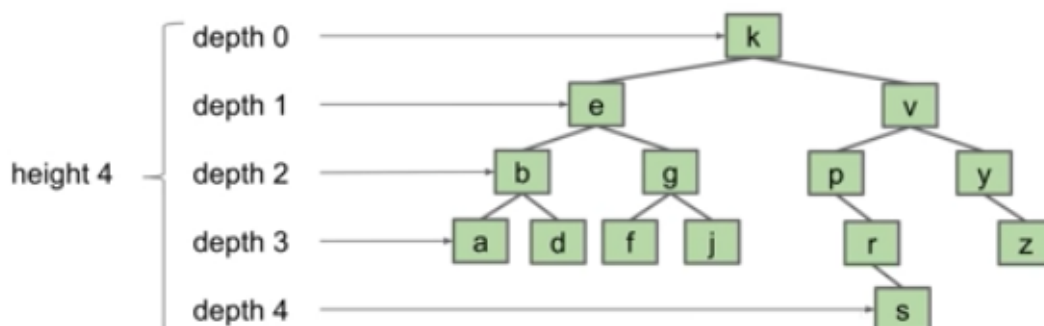 depth 0 k
depth 1 e v
height 4 depth 2 b g p y
depth 3 a d f j r z
depth 4 s